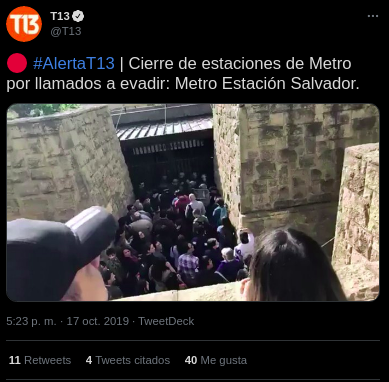 T13
T13
@T13
#AlertaT13 | Cierre de estaciones de Metro
por llamados a evadir: Metro Estación Salvador.
5:23 p. m. · 17 oct. 2019 · TweetDeck
11 Retweets 4 Tweets citados 40 Me gusta